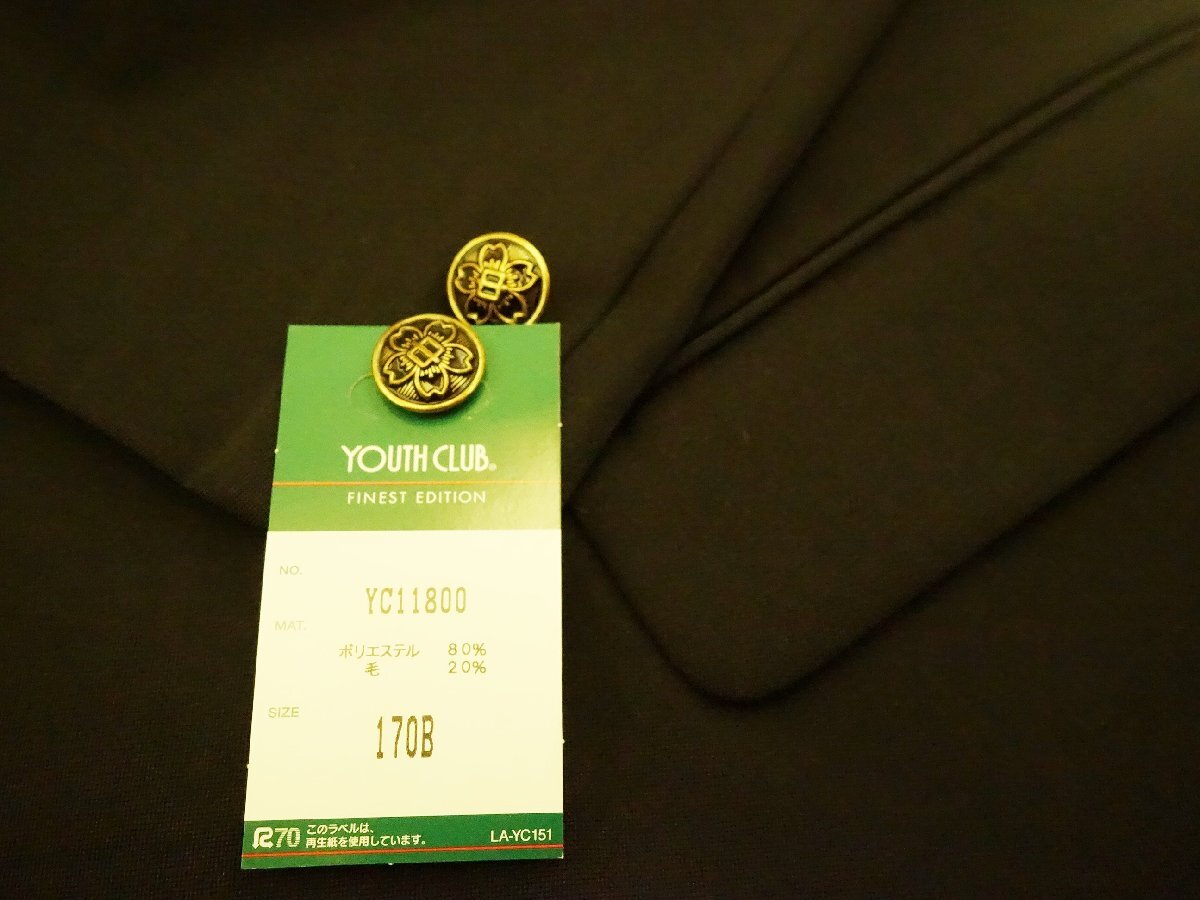 YOUTH CLUB®
FINEST EDITION
NO.
YC11800
MAT.
ポリエステル 80%
毛 20%
SIZE
170B
R70 このラベルは、
再生紙を使用しています。
LA-YC151